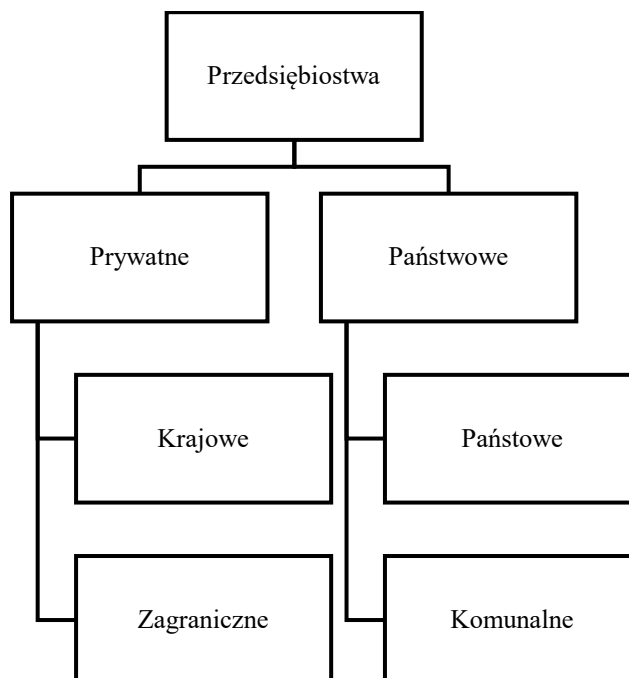 Przedsiębiostwa
Prywatne
Państwowe
Krajowe
Państowe
Zagraniczne
Komunalne